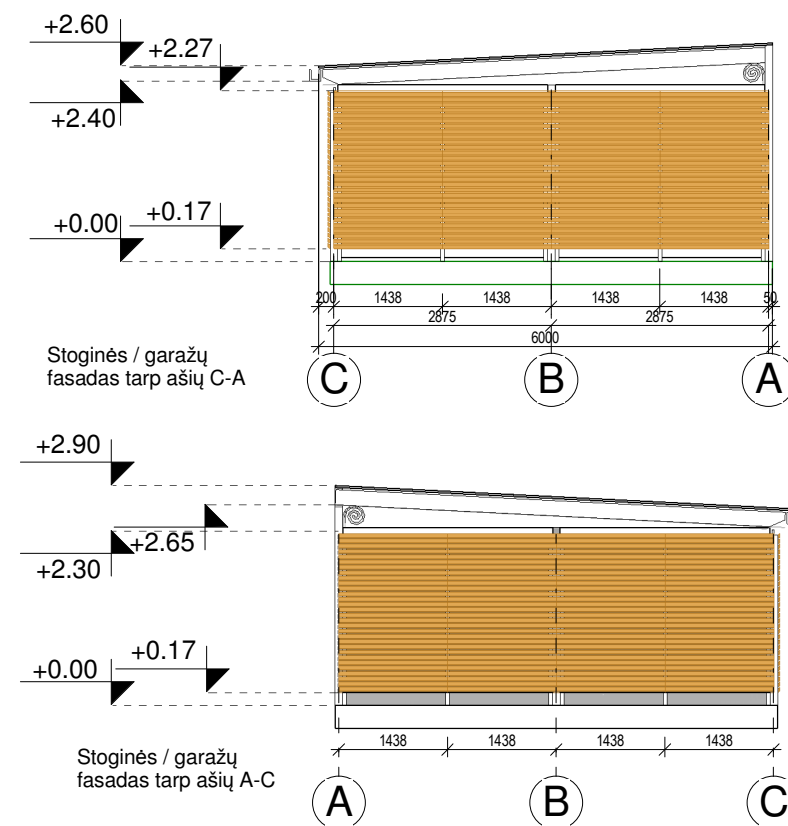 +2.60
+2.27
+2.40
+0.00
+0.17
200
1438
1438
1438
1438
50
2875
2875
6000
Stoginės / garažų
fasadas tarp ašių C-A
C
B
A
+2.90
+2.65
+2.30
+0.17
+0.00
1438
1438
1438
1438
Stoginės / garažų
fasadas tarp ašių A-C
A
B
C